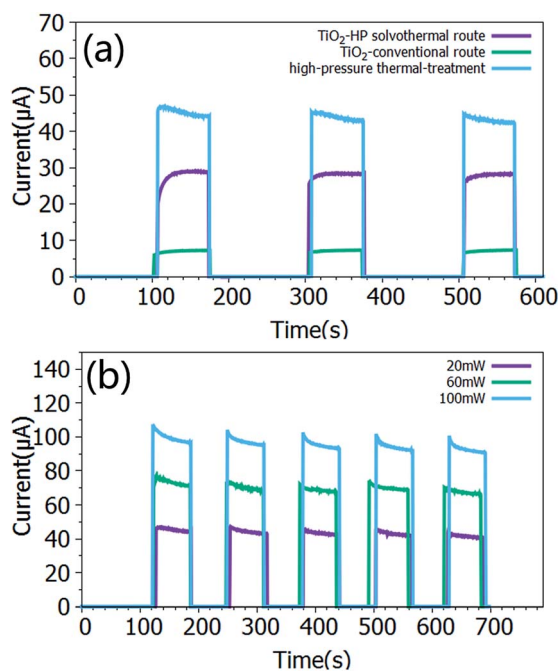 (a)
TiO2-HP solvothermal route
TiO2-conventional route
high-pressure thermal-treatment
Current(µA)
70
60
50
40
30
20
10
0
0 100 200 300 400 500 600
Time(s)
(b)
20mW
60mW
100mW
Current(µA)
140
120
100
80
60
40
20
0
0 100 200 300 400 500 600 700
Time(s)